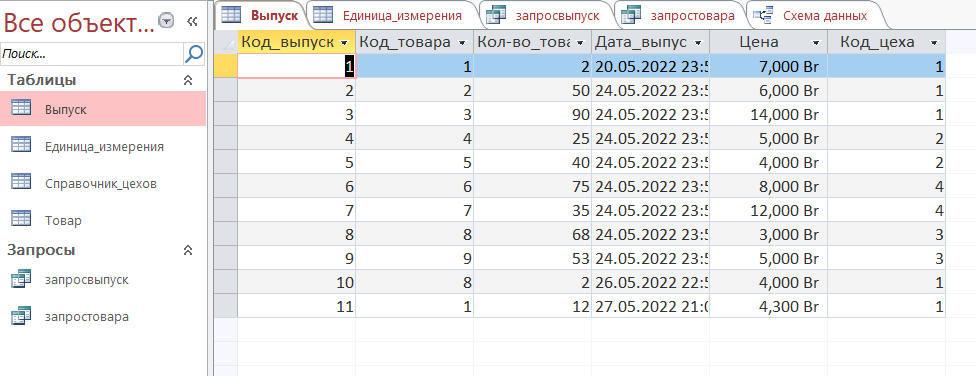 Все объект...
Поиск...
Таблицы
Выпуск
Единица_измерения
Справочник_цехов
Товар
Запросы
запросвыпуск
запростовара
Выпуск Единица_измерения запросвыпуск запростовара Схема данных
Код_выпуск Код_товара Кол-во_това Дата_выпус Цена Код_цеха
1 1 2 20.05.2022 23:5 7,000 Br 1
2 2 50 24.05.2022 23:5 6,000 Br 1
3 3 90 24.05.2022 23:5 14,000 Br 1
4 4 25 24.05.2022 23:5 5,000 Br 2
5 5 40 24.05.2022 23:5 4,000 Br 2
6 6 75 24.05.2022 23:5 8,000 Br 4
7 7 35 24.05.2022 23:5 12,000 Br 4
8 8 68 24.05.2022 23:5 3,000 Br 3
9 9 53 24.05.2022 23:5 5,000 Br 3
10 8 2 26.05.2022 22:5 4,000 Br 1
11 1 12 27.05.2022 21:0 4,300 Br 1